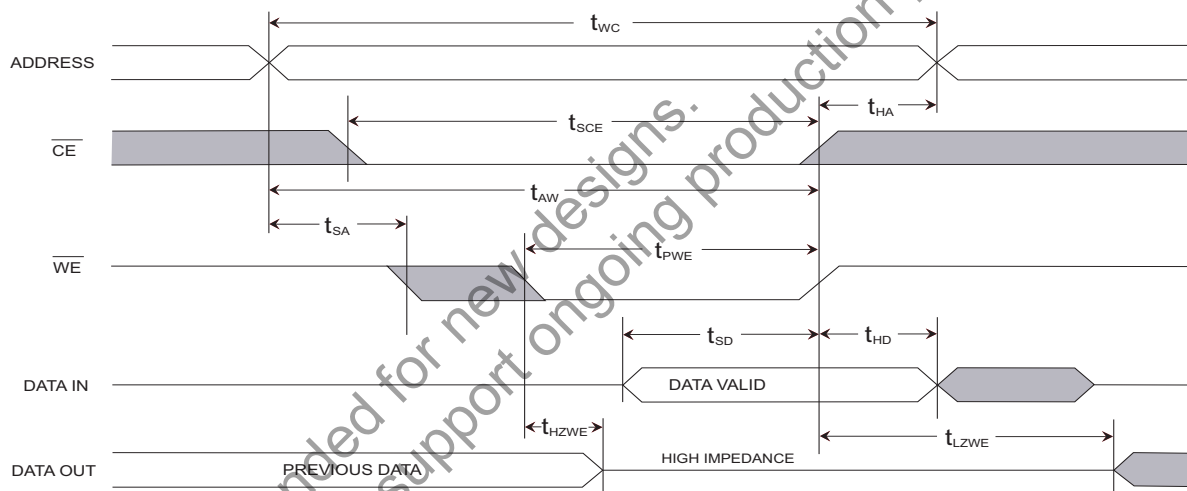 tWC
ADDRESS
tHA
tSCE
CE
tAW
tSA
tPWE
WE
tSD
tHD
DATA IN
DATA VALID
tHZWE
tLZWE
DATA OUT
PREVIOUS DATA
HIGH IMPEDANCE
for new designs.
support ongoing production